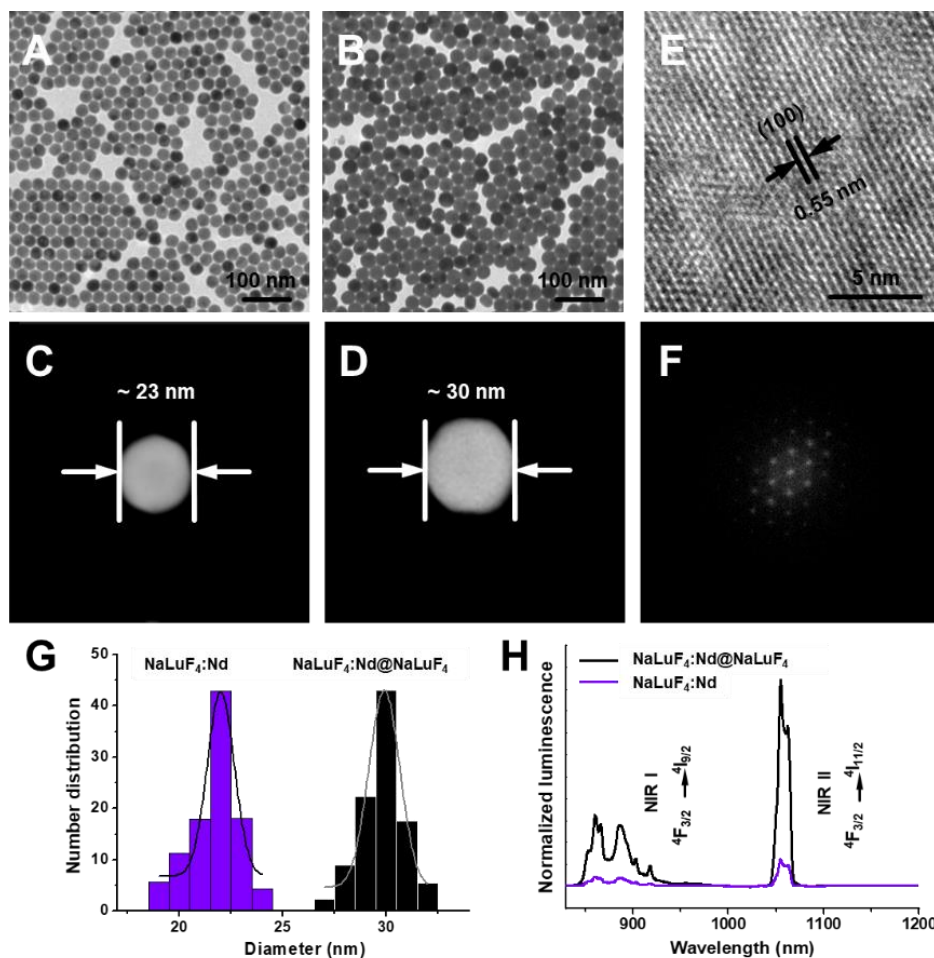 A
100 nm
B
100 nm
E
(100)
0.55 nm
5 nm
C
~ 23 nm
D
~ 30 nm
F
G
NaLuF₄:Nd
NaLuF₄:Nd@NaLuF₄
Number distribution
50
40
30
20
10
0
20
25
30
Diameter (nm)
H
NaLuF₄:Nd@NaLuF₄
NaLuF₄:Nd
Normalized luminescence
NIR I
⁴F₃/₂ → ⁴I₉/₂
NIR II
⁴F₃/₂ → ⁴I₁₁/₂
900
1000
1100
1200
Wavelength (nm)